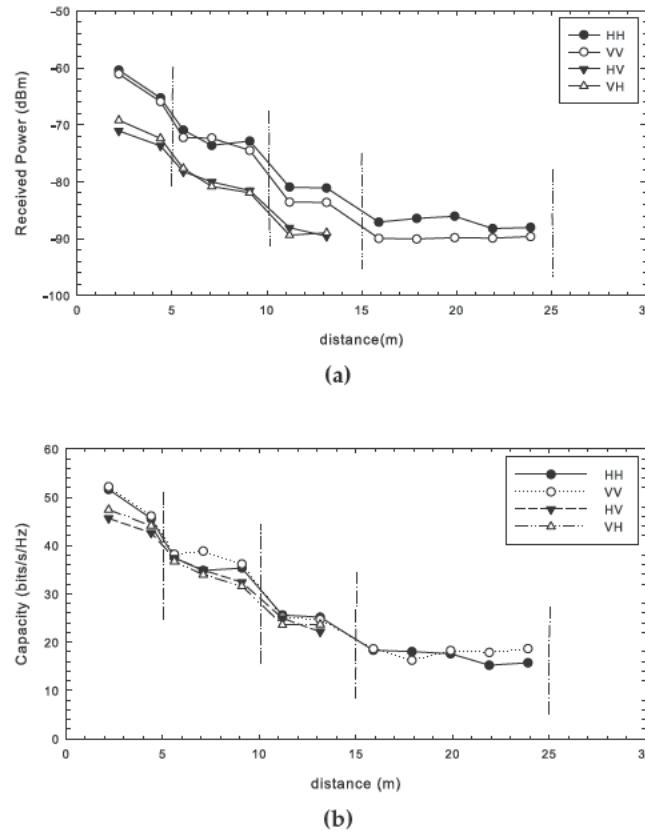 −50
−60
−70
−80
−90
−100
Received Power (dBm)
HH
VV
HV
VH
0 5 10 15 20 25 3
distance(m)
(a)
60
50
40
30
20
10
0
Capacity (bits/s/Hz)
HH
VV
HV
VH
0 5 10 15 20 25 30
distance (m)
(b)